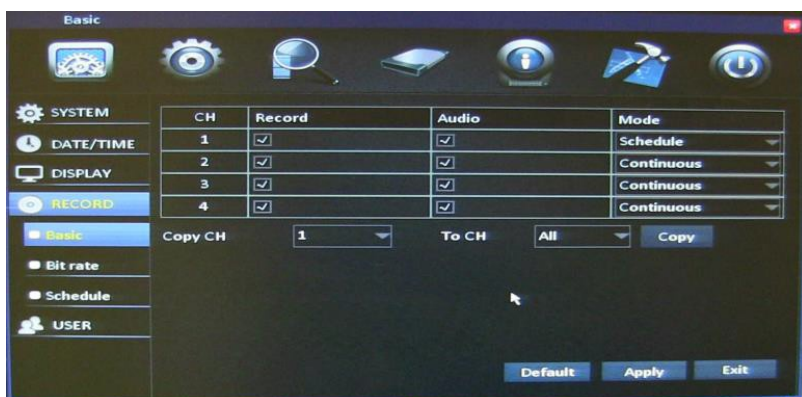 Basic
SYSTEM
DATE/TIME
DISPLAY
RECORD
Basic
Bit rate
Schedule
USER
CH Record Audio Mode
1 Schedule
2 Continuous
3 Continuous
4 Continuous
Copy CH 1 To CH All Copy
Default Apply Exit